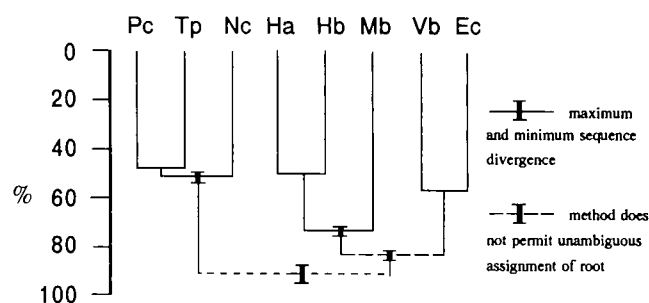 Pc Tp Nc Ha Hb Mb Vb Ec
0
20
40
60
80
100
%
maximum
and minimum sequence
divergence
method does
not permit unambiguous
assignment of root